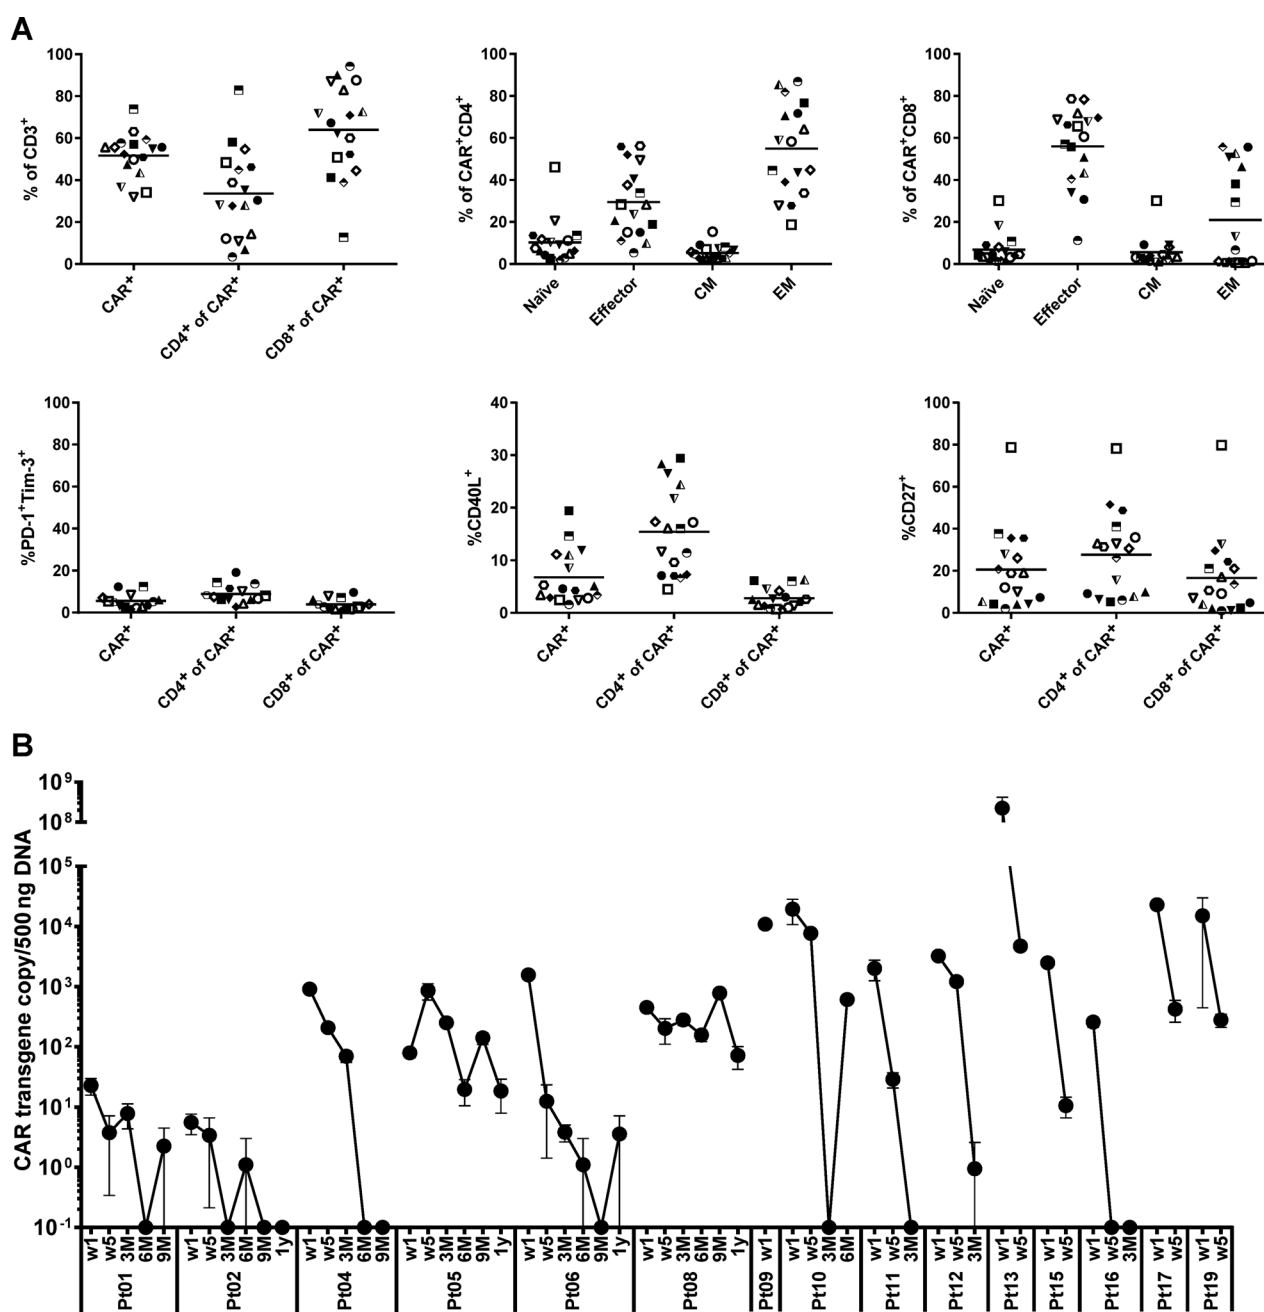 A
% of CD3⁺
100
80
60
40
20
0
CAR⁺
CD4⁺ of CAR⁺
CD8⁺ of CAR⁺
% of CAR⁺CD4⁺
100
80
60
40
20
0
Naïve
Effector
CM
EM
% of CAR⁺CD8⁺
100
80
60
40
20
0
Naïve
Effector
CM
EM
%PD-1⁺Tim-3⁺
100
80
60
40
20
0
CAR⁺
CD4⁺ of CAR⁺
CD8⁺ of CAR⁺
%CD40L⁺
40
30
20
10
0
CAR⁺
CD4⁺ of CAR⁺
CD8⁺ of CAR⁺
%CD27⁺
100
80
60
40
20
0
CAR⁺
CD4⁺ of CAR⁺
CD8⁺ of CAR⁺
B
CAR transgene copy/500 ng DNA
10⁹
10⁸
10⁵
10⁴
10³
10²
10¹
10⁰
10⁻¹
w1 w5 3M 6M 9M
w1 w5 3M 6M 9M 1y
w1 w5 3M 6M 9M
w1 w5 3M 6M 9M 1y
w1 w5 3M 6M 9M 1y
w1 w5 3M 6M 9M 1y
w1
w1 w5 3M 6M
w1 w5 3M
w1 w5 3M
w1 w5
w1 w5
w1 w5 3M
w1 w5
w1 w5
Pt01 Pt02 Pt04 Pt05 Pt06 Pt08 Pt09 Pt10 Pt11 Pt12 Pt13 Pt15 Pt16 Pt17 Pt19